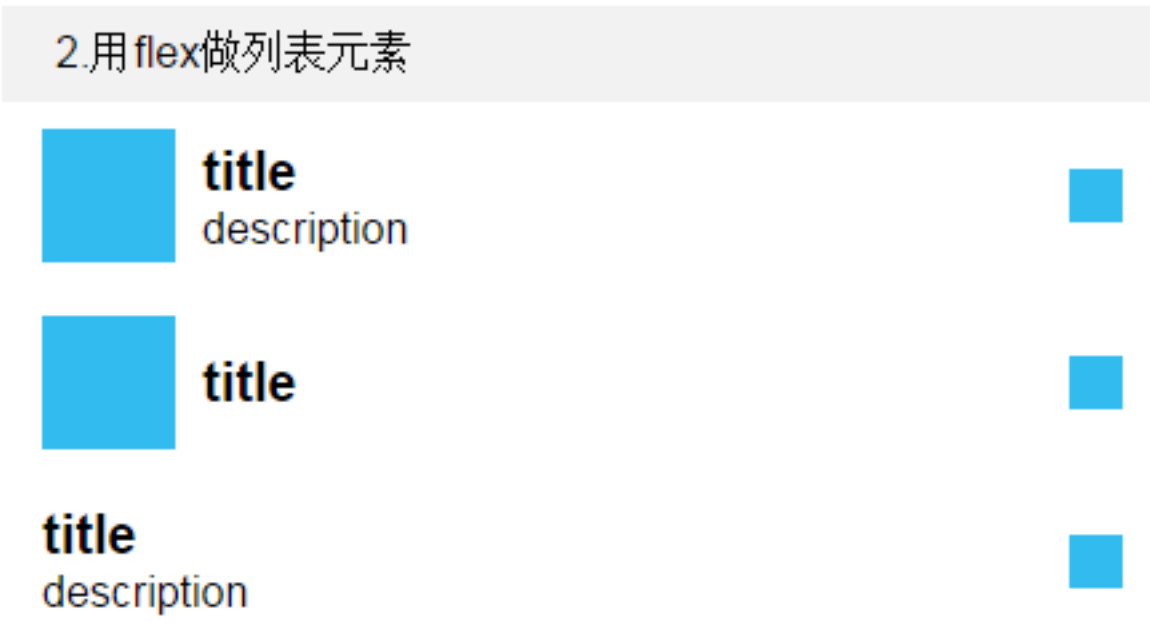 2.用flex做列表元素
title
description
title
title
description